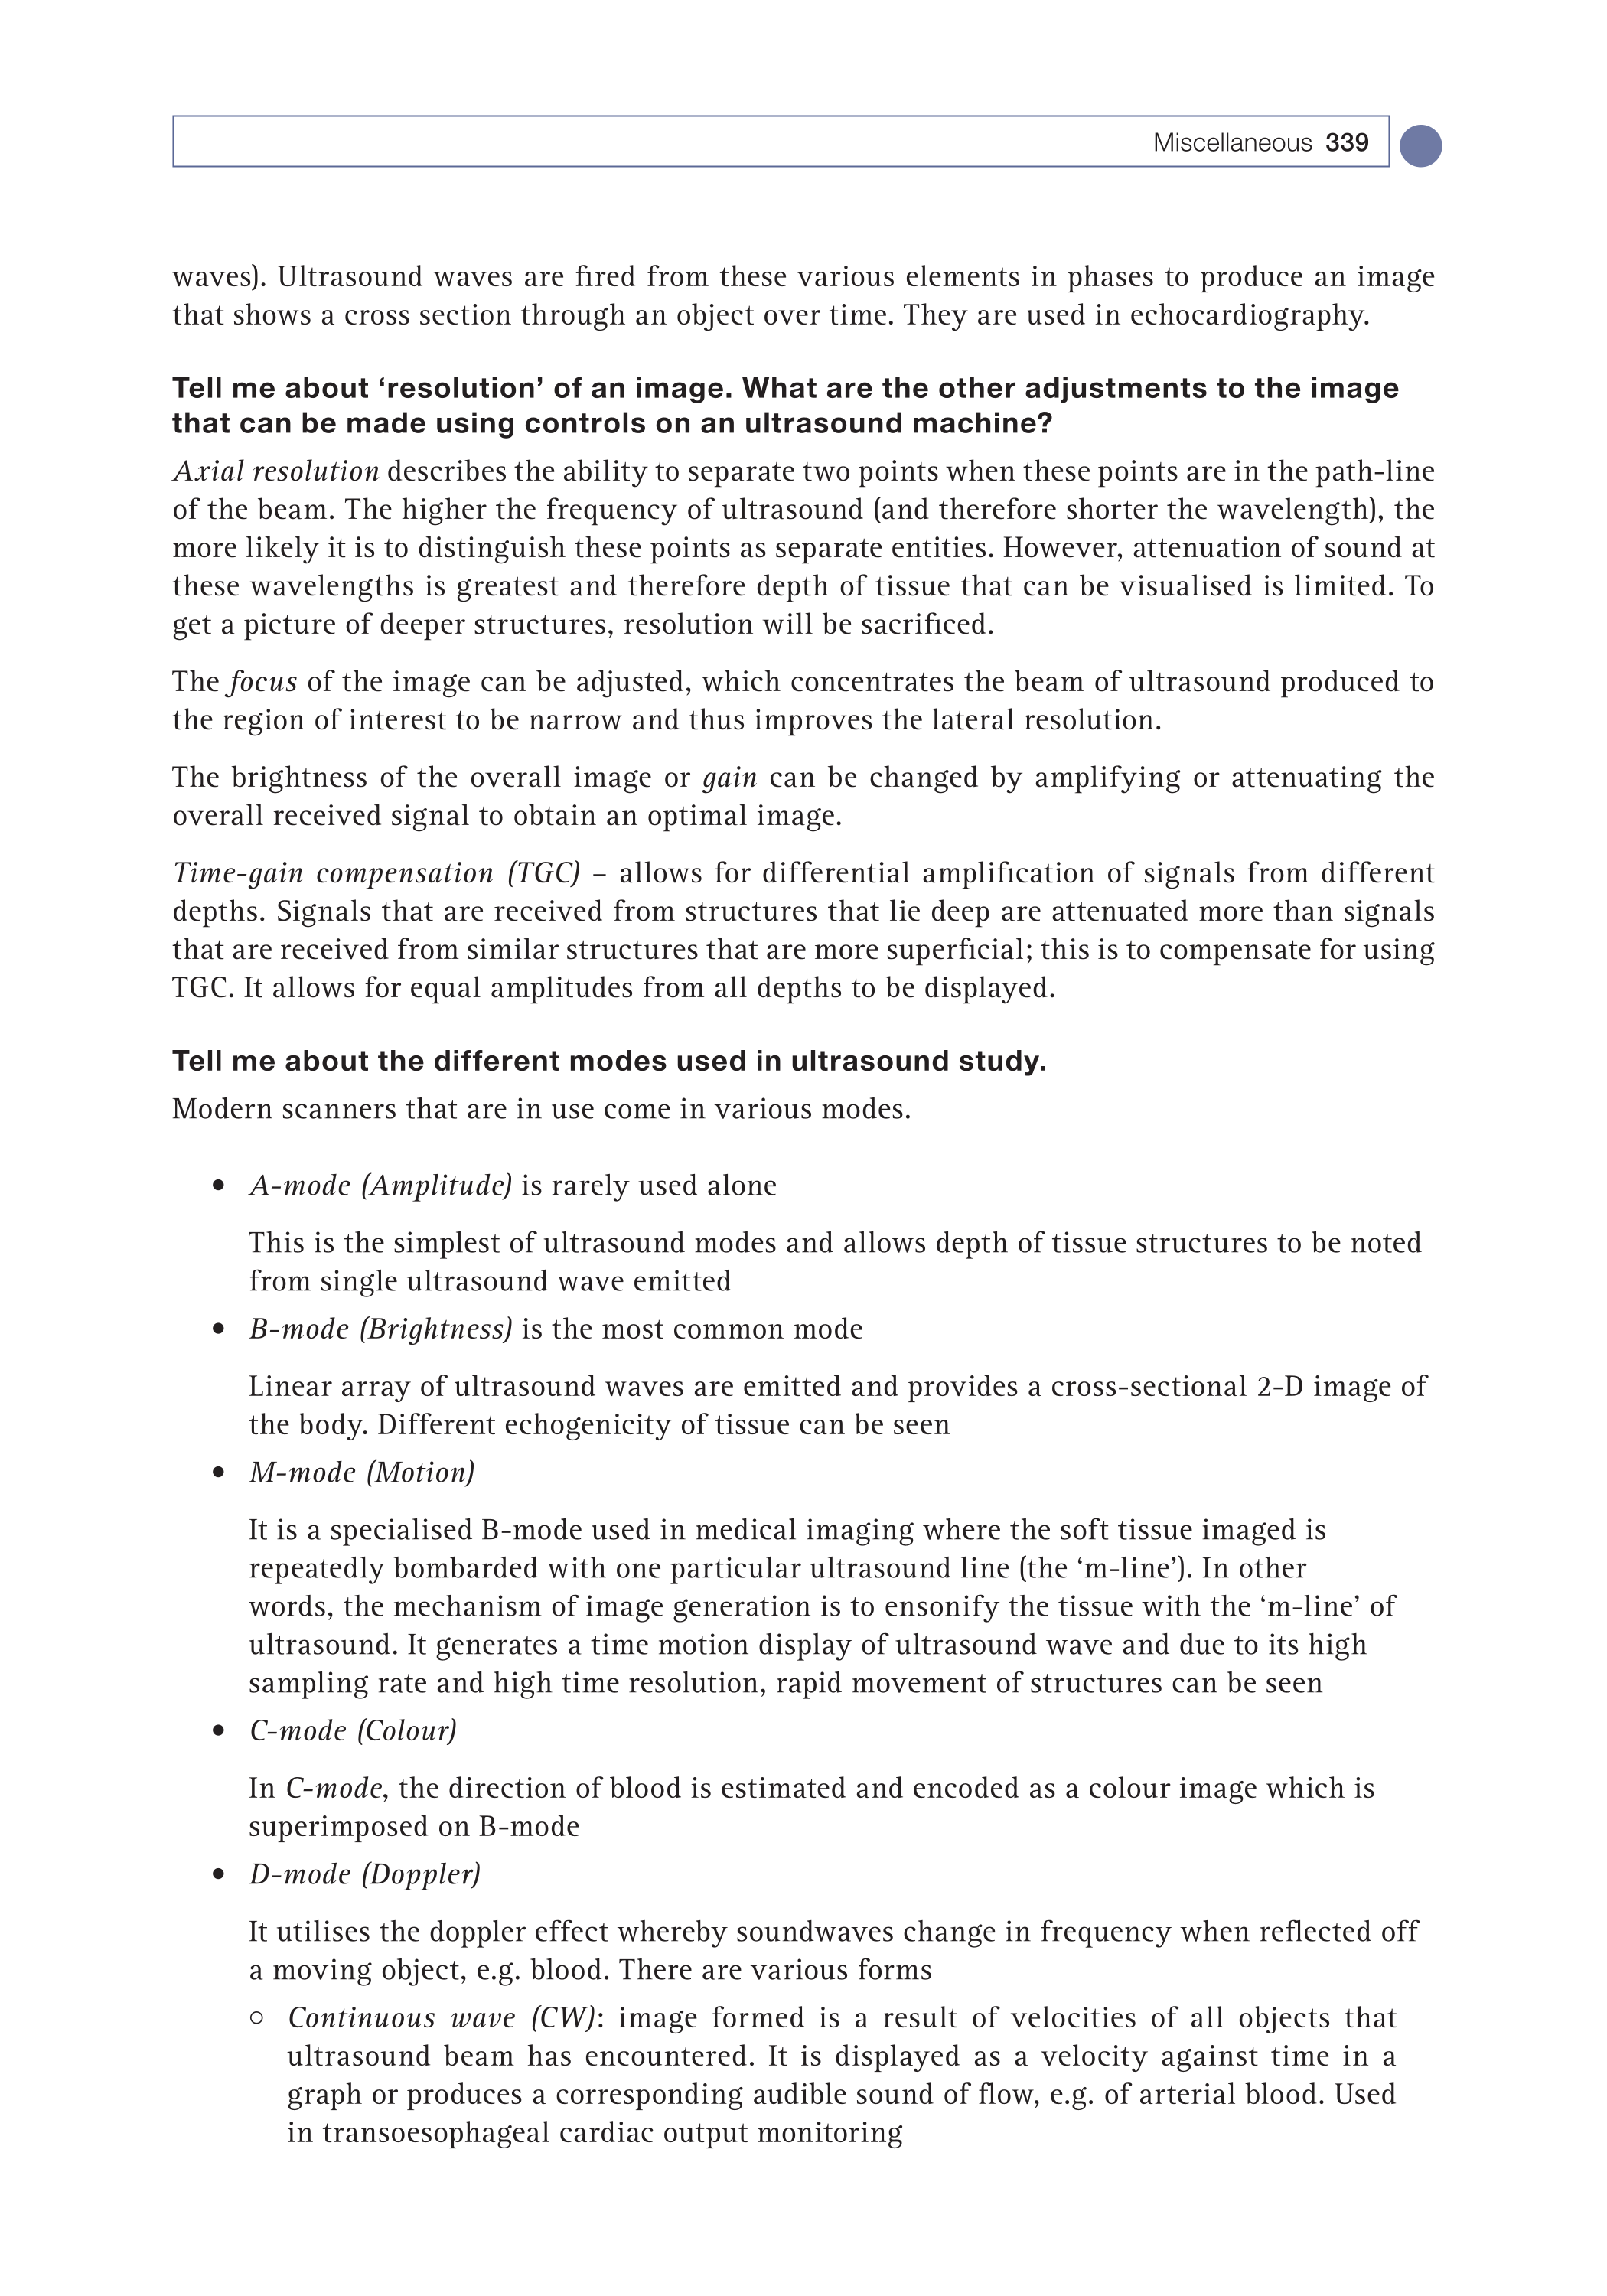 Miscellaneous 339
waves). Ultrasound waves are fired from these various elements in phases to produce an image
that shows a cross section through an object over time. They are used in echocardiography.
Tell me about ‘resolution’ of an image. What are the other adjustments to the image
that can be made using controls on an ultrasound machine?
Axial resolution describes the ability to separate two points when these points are in the path-line
of the beam. The higher the frequency of ultrasound (and therefore shorter the wavelength), the
more likely it is to distinguish these points as separate entities. However, attenuation of sound at
these wavelengths is greatest and therefore depth of tissue that can be visualised is limited. To
get a picture of deeper structures, resolution will be sacrificed.
The focus of the image can be adjusted, which concentrates the beam of ultrasound produced to
the region of interest to be narrow and thus improves the lateral resolution.
The brightness of the overall image or gain can be changed by amplifying or attenuating the
overall received signal to obtain an optimal image.
Time-gain compensation (TGC) – allows for differential amplification of signals from different
depths. Signals that are received from structures that lie deep are attenuated more than signals
that are received from similar structures that are more superficial; this is to compensate for using
TGC. It allows for equal amplitudes from all depths to be displayed.
Tell me about the different modes used in ultrasound study.
Modern scanners that are in use come in various modes.
• A-mode (Amplitude) is rarely used alone
This is the simplest of ultrasound modes and allows depth of tissue structures to be noted
from single ultrasound wave emitted
• B-mode (Brightness) is the most common mode
Linear array of ultrasound waves are emitted and provides a cross-sectional 2-D image of
the body. Different echogenicity of tissue can be seen
• M-mode (Motion)
It is a specialised B-mode used in medical imaging where the soft tissue imaged is
repeatedly bombarded with one particular ultrasound line (the ‘m-line’). In other
words, the mechanism of image generation is to ensonify the tissue with the ‘m-line’ of
ultrasound. It generates a time motion display of ultrasound wave and due to its high
sampling rate and high time resolution, rapid movement of structures can be seen
• C-mode (Colour)
In C-mode, the direction of blood is estimated and encoded as a colour image which is
superimposed on B-mode
• D-mode (Doppler)
It utilises the doppler effect whereby soundwaves change in frequency when reflected off
a moving object, e.g. blood. There are various forms
○ Continuous wave (CW): image formed is a result of velocities of all objects that
ultrasound beam has encountered. It is displayed as a velocity against time in a
graph or produces a corresponding audible sound of flow, e.g. of arterial blood. Used
in transoesophageal cardiac output monitoring